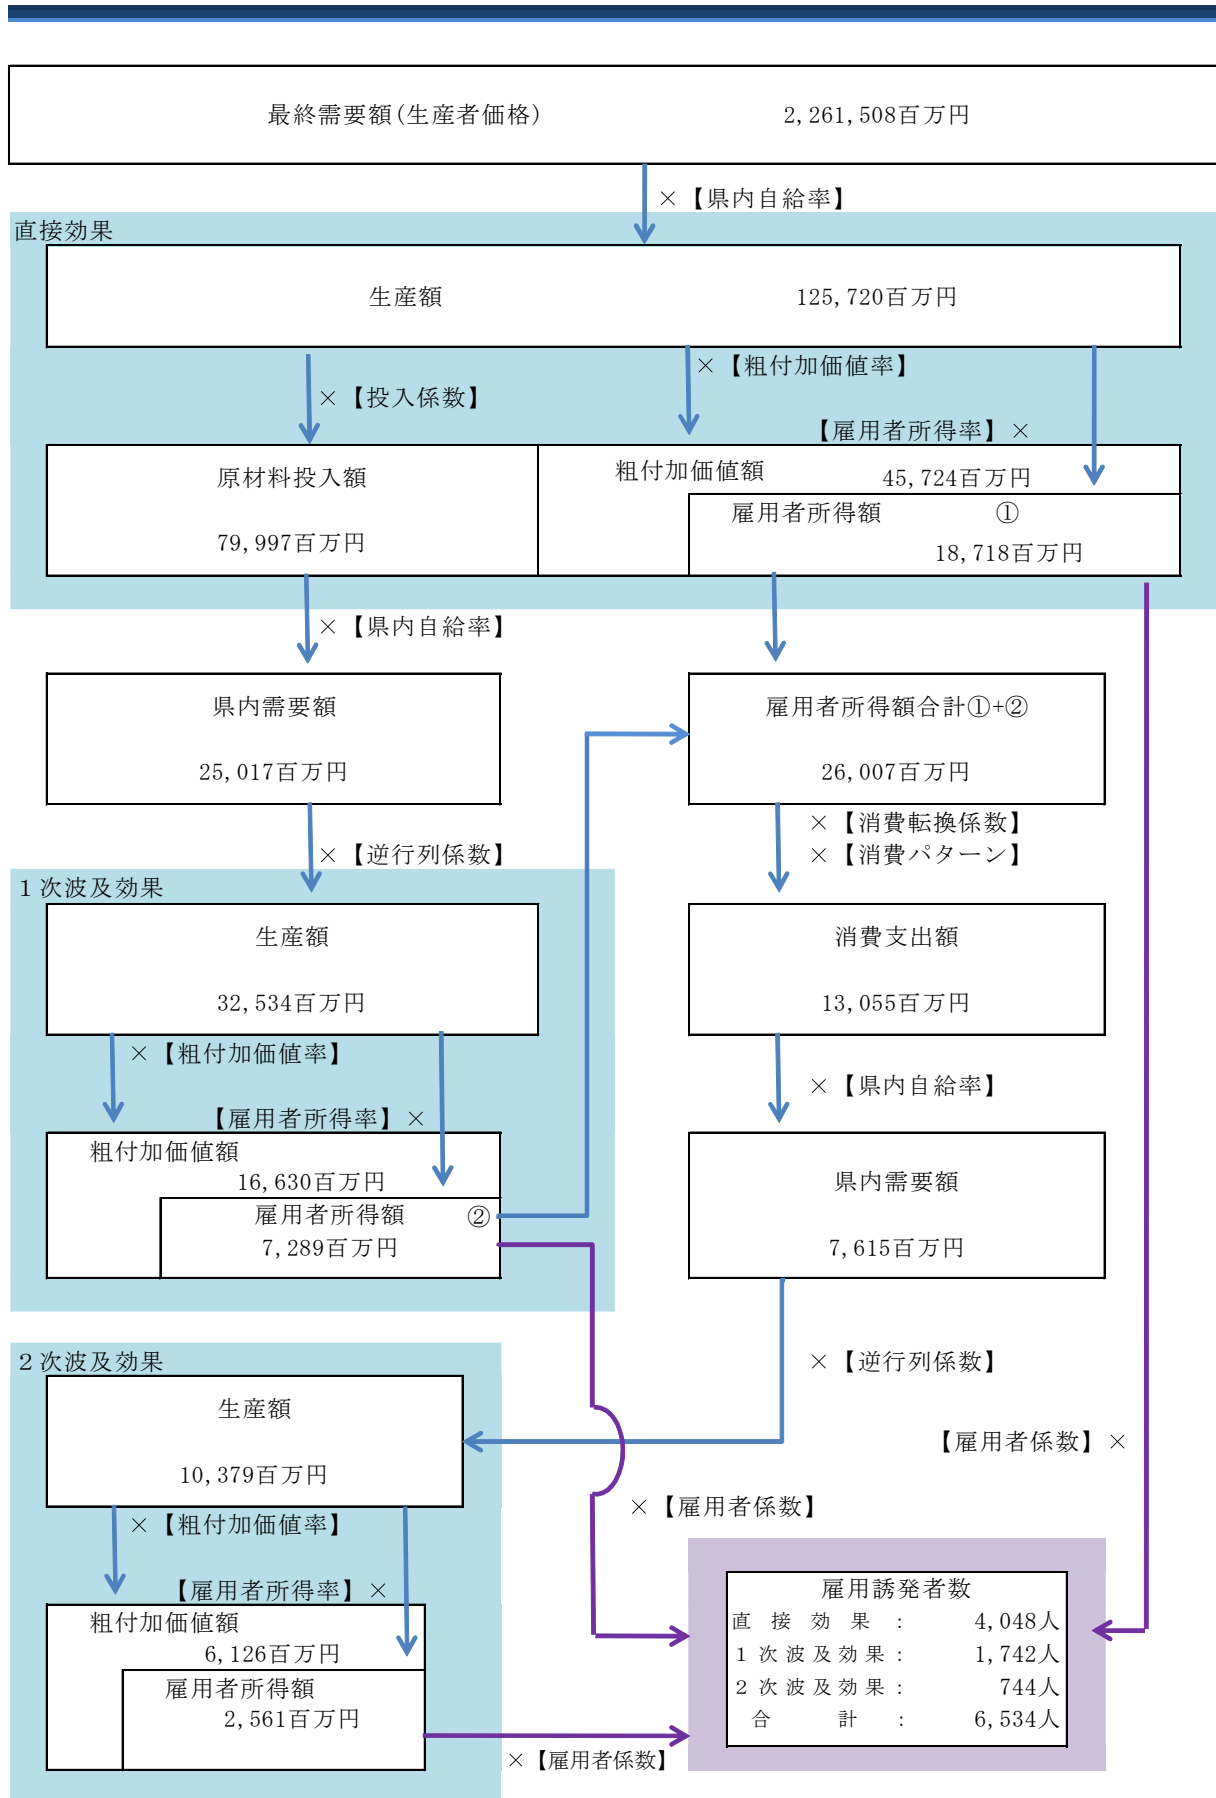 最終需要額(生産者価格) 2,261,508百万円
×【県内自給率】
直接効果
生産額 125,720百万円
×【粗付加価値率】
×【投入係数】
【雇用者所得率】×
原材料投入額
79,997百万円
粗付加価値額 45,724百万円
雇用者所得額 ①
18,718百万円
×【県内自給率】
県内需要額
25,017百万円
雇用者所得額合計①+②
26,007百万円
×【消費転換係数】
×【消費パターン】
×【逆行列係数】
1次波及効果
生産額
32,534百万円
消費支出額
13,055百万円
×【粗付加価値率】
×【県内自給率】
【雇用者所得率】×
粗付加価値額
16,630百万円
雇用者所得額 ②
7,289百万円
県内需要額
7,615百万円
×【逆行列係数】
2次波及効果
生産額
10,379百万円
【雇用者係数】×
×【雇用者係数】
×【粗付加価値率】
【雇用者所得率】×
粗付加価値額
6,126百万円
雇用者所得額
2,561百万円
×【雇用者係数】
雇用誘発者数
直接効果: 4,048人
1次波及効果: 1,742人
2次波及効果: 744人
合計: 6,534人